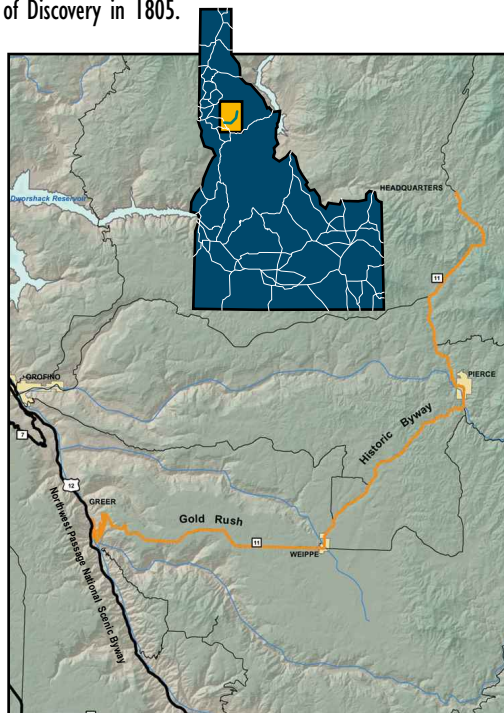 of Discovery in 1805.
HEADQUARTERS
Dworshack Reservoir
11
OROFINO
PIERCE
7
Historic Byway
12
GREER
Gold Rush
11
WEIPPE
Northwest Passage National Scenic Byway